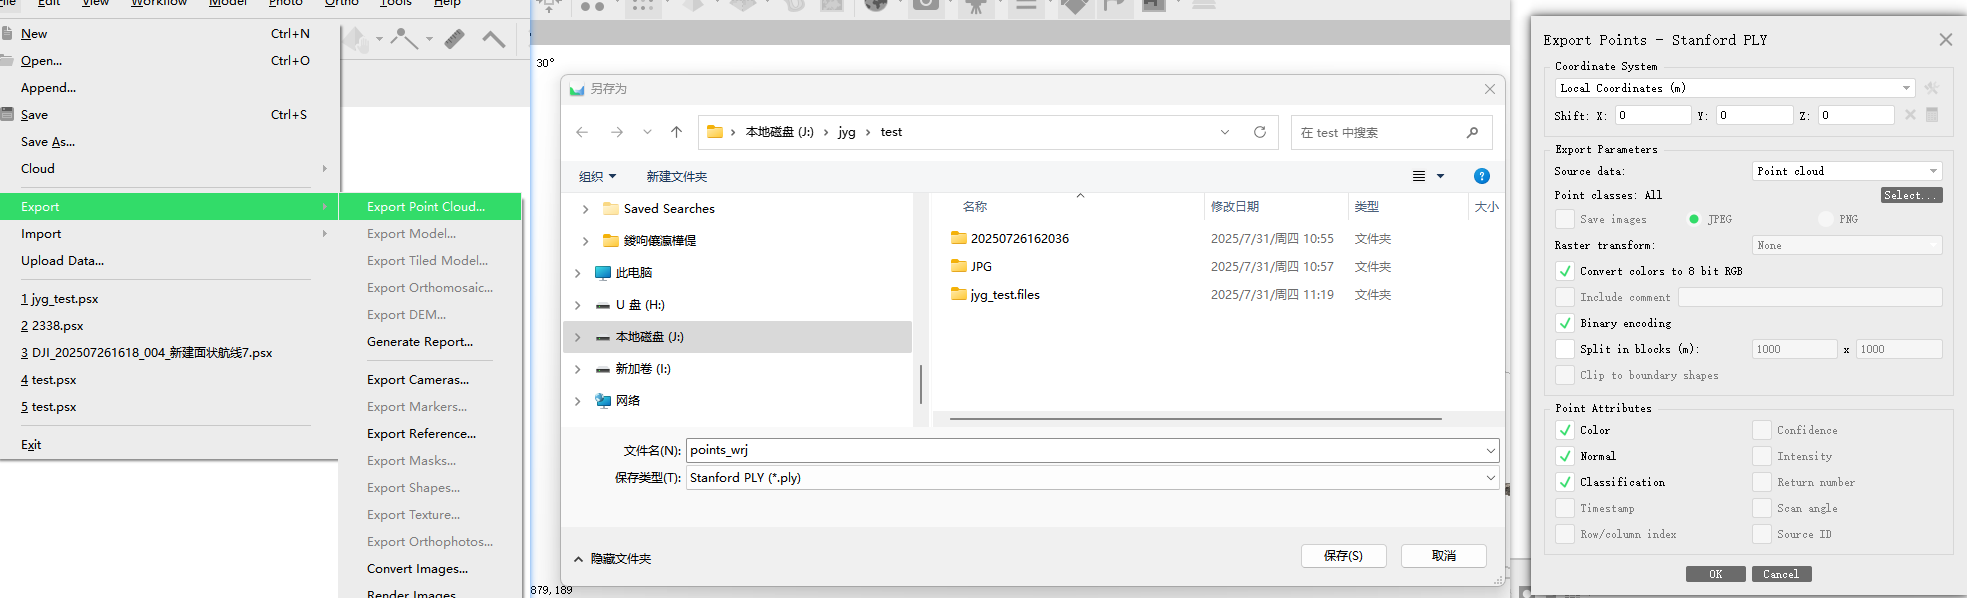 File Edit View Workflow Model Photo Ortho Tools Help
New Ctrl+N
Open... Ctrl+O
Append...
Save Ctrl+S
Save As...
Cloud
Export
Import
Upload Data...
1 jyg_test.psx
2 2338.psx
3 DJI_202507261618_004_新建面状航线7.psx
4 test.psx
5 test.psx
Exit
Export Point Cloud...
Export Model...
Export Tiled Model...
Export Orthomosaic...
Export DEM...
Generate Report...
Export Cameras...
Export Markers...
Export Reference...
Export Masks...
Export Shapes...
Export Texture...
Export Orthophotos...
Convert Images...
Render Images...
30°
另存为
本地磁盘 (J:) › jyg › test
在 test 中搜索
组织 新建文件夹
Saved Searches
此电脑
U 盘 (H:)
本地磁盘 (J:)
新加卷 (I:)
网络
名称 修改日期 类型 大小
20250726162036 2025/7/31/周四 10:55 文件夹
JPG 2025/7/31/周四 10:57 文件夹
jyg_test.files 2025/7/31/周四 11:19 文件夹
文件名(N): points_wrj
保存类型(T): Stanford PLY (*.ply)
隐藏文件夹
保存(S) 取消
879,189
Export Points - Stanford PLY
Coordinate System
Local Coordinates (m)
Shift: X: 0 Y: 0 Z: 0
Export Parameters
Source data: Point cloud
Point classes: All Select...
Save images JPEG PNG
Raster transform: None
Convert colors to 8 bit RGB
Include comment
Binary encoding
Split in blocks (m): 1000 x 1000
Clip to boundary shapes
Point Attributes
Color Confidence
Normal Intensity
Classification Return number
Timestamp Scan angle
Row/column index Source ID
OK Cancel